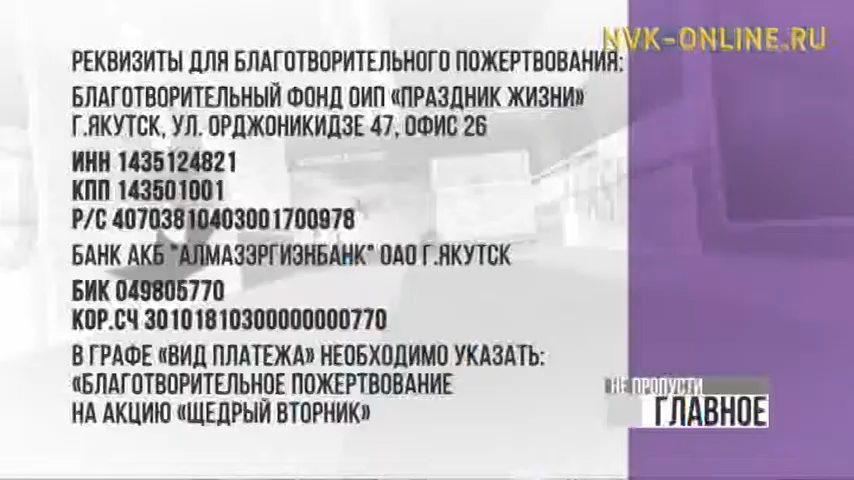 NVK-ONLINE.RU
РЕКВИЗИТЫ ДЛЯ БЛАГОТВОРИТЕЛЬНОГО ПОЖЕРТВОВАНИЯ:
БЛАГОТВОРИТЕЛЬНЫЙ ФОНД ОИП «ПРАЗДНИК ЖИЗНИ»
Г.ЯКУТСК, УЛ. ОРДЖОНИКИДЗЕ 47, ОФИС 26
ИНН 1435124821
КПП 143501001
Р/С 40703810403001700978
БАНК АКБ "АЛМАЗЭРГИЭНБАНК" ОАО Г.ЯКУТСК
БИК 049805770
КОР.СЧ 30101810300000000770
В ГРАФЕ «ВИД ПЛАТЕЖА» НЕОБХОДИМО УКАЗАТЬ:
«БЛАГОТВОРИТЕЛЬНОЕ ПОЖЕРТВОВАНИЕ
НА АКЦИЮ «ЩЕДРЫЙ ВТОРНИК»
НЕ ПРОПУСТИ
ГЛАВНОЕ